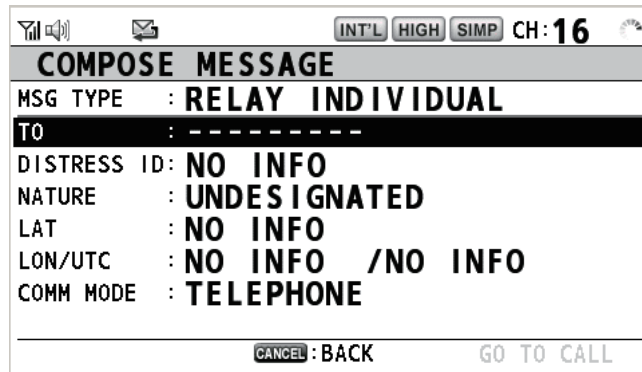 INT'L HIGH SIMP CH:16
COMPOSE MESSAGE
MSG TYPE : RELAY INDIVIDUAL
TO : ---------
DISTRESS ID: NO INFO
NATURE : UNDESIGNATED
LAT : NO INFO
LON/UTC : NO INFO /NO INFO
COMM MODE : TELEPHONE
CANCEL : BACK GO TO CALL